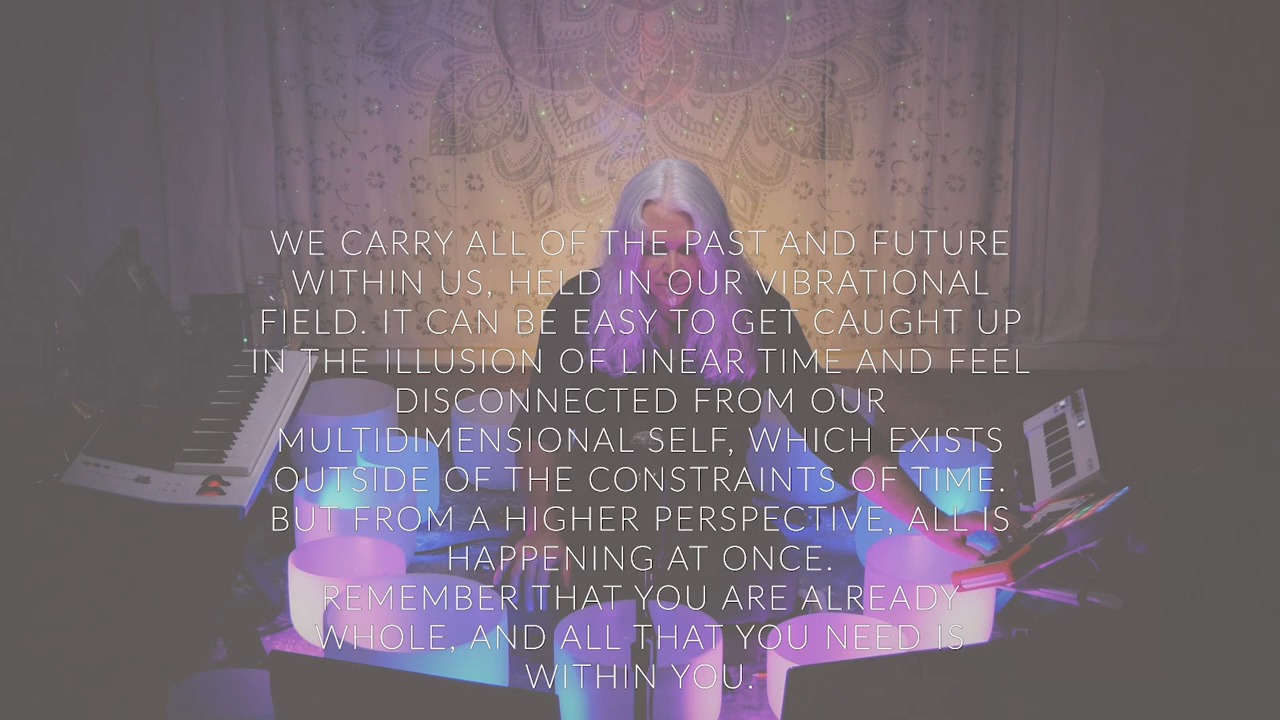 WE CARRY ALL OF THE PAST AND FUTURE
WITHIN US, HELD IN OUR VIBRATIONAL
FIELD. IT CAN BE EASY TO GET CAUGHT UP
IN THE ILLUSION OF LINEAR TIME AND FEEL
DISCONNECTED FROM OUR
MULTIDIMENSIONAL SELF, WHICH EXISTS
OUTSIDE OF THE CONSTRAINTS OF TIME.
BUT FROM A HIGHER PERSPECTIVE, ALL IS
HAPPENING AT ONCE.
REMEMBER THAT YOU ARE ALREADY
WHOLE, AND ALL THAT YOU NEED IS
WITHIN YOU.